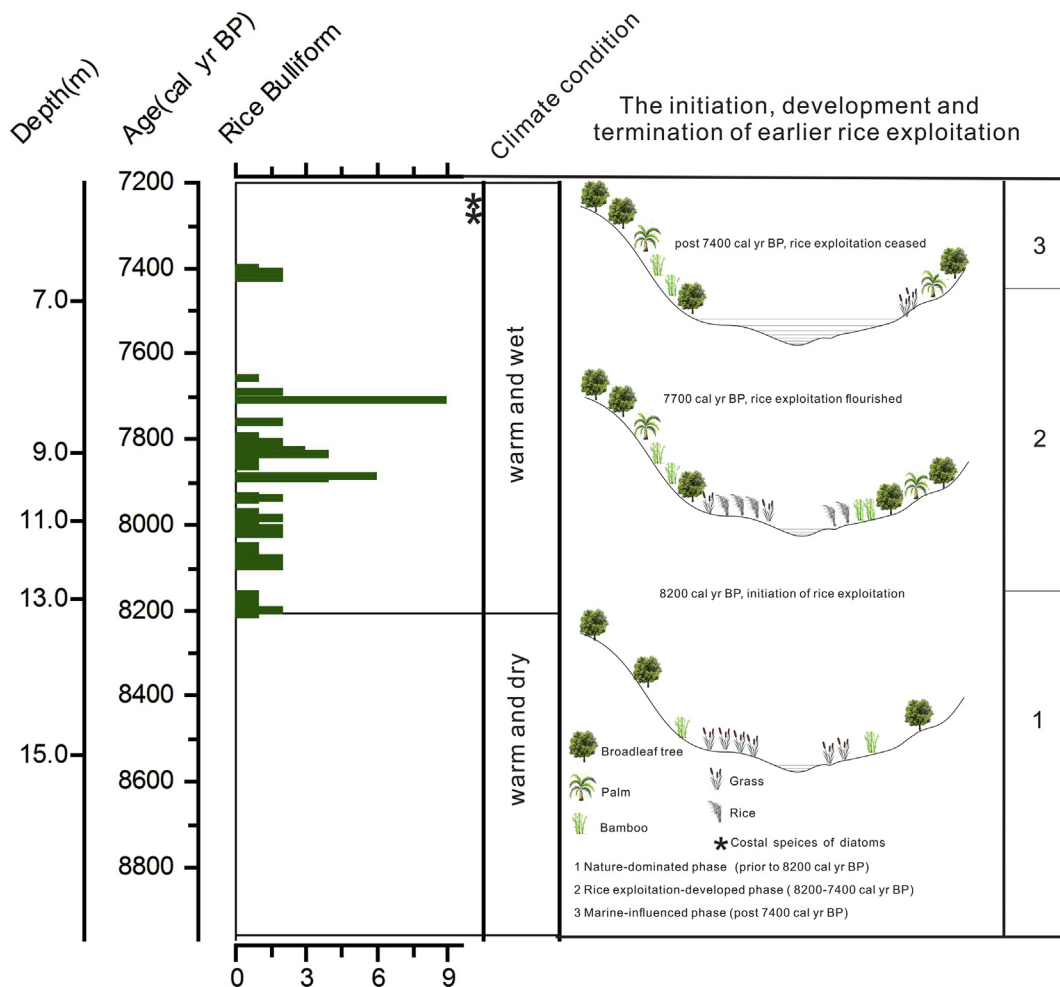 Depth(m)
Age(cal yr BP)
Rice Bulliform
Climate condition
The initiation, development and
termination of earlier rice exploitation
0 3 6 9
7200
7400
7600
7800
8000
8200
8400
8600
8800
7.0
9.0
11.0
13.0
15.0
**
warm and wet
warm and dry
post 7400 cal yr BP, rice exploitation ceased
3
7700 cal yr BP, rice exploitation flourished
2
8200 cal yr BP, initiation of rice exploitation
1
Broadleaf tree
Palm
Bamboo
Grass
Rice
* Costal speices of diatoms
1 Nature-dominated phase (prior to 8200 cal yr BP)
2 Rice exploitation-developed phase ( 8200-7400 cal yr BP)
3 Marine-influenced phase (post 7400 cal yr BP)